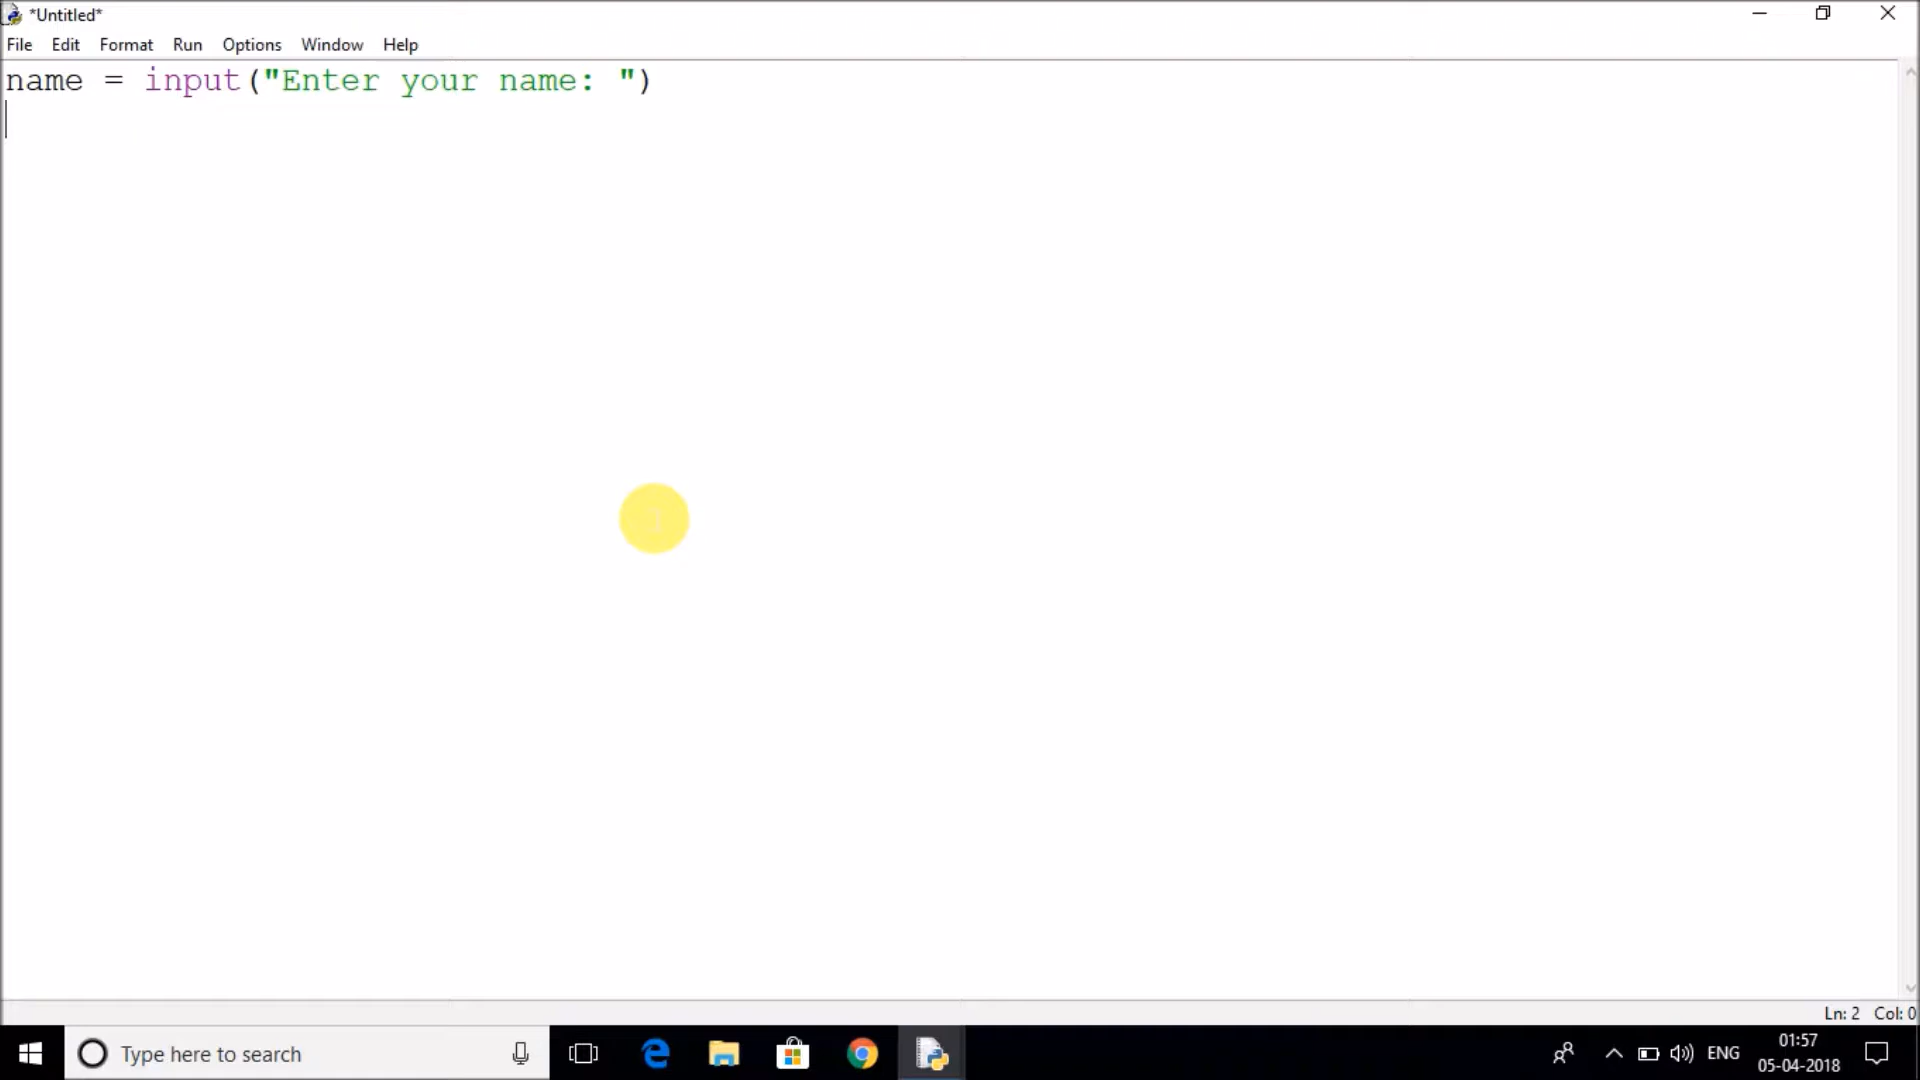 *Untitled*
File Edit Format Run Options Window Help
name = input("Enter your name: ")
Ln: 2 Col: 0
Type here to search
ENG
01:57
05-04-2018